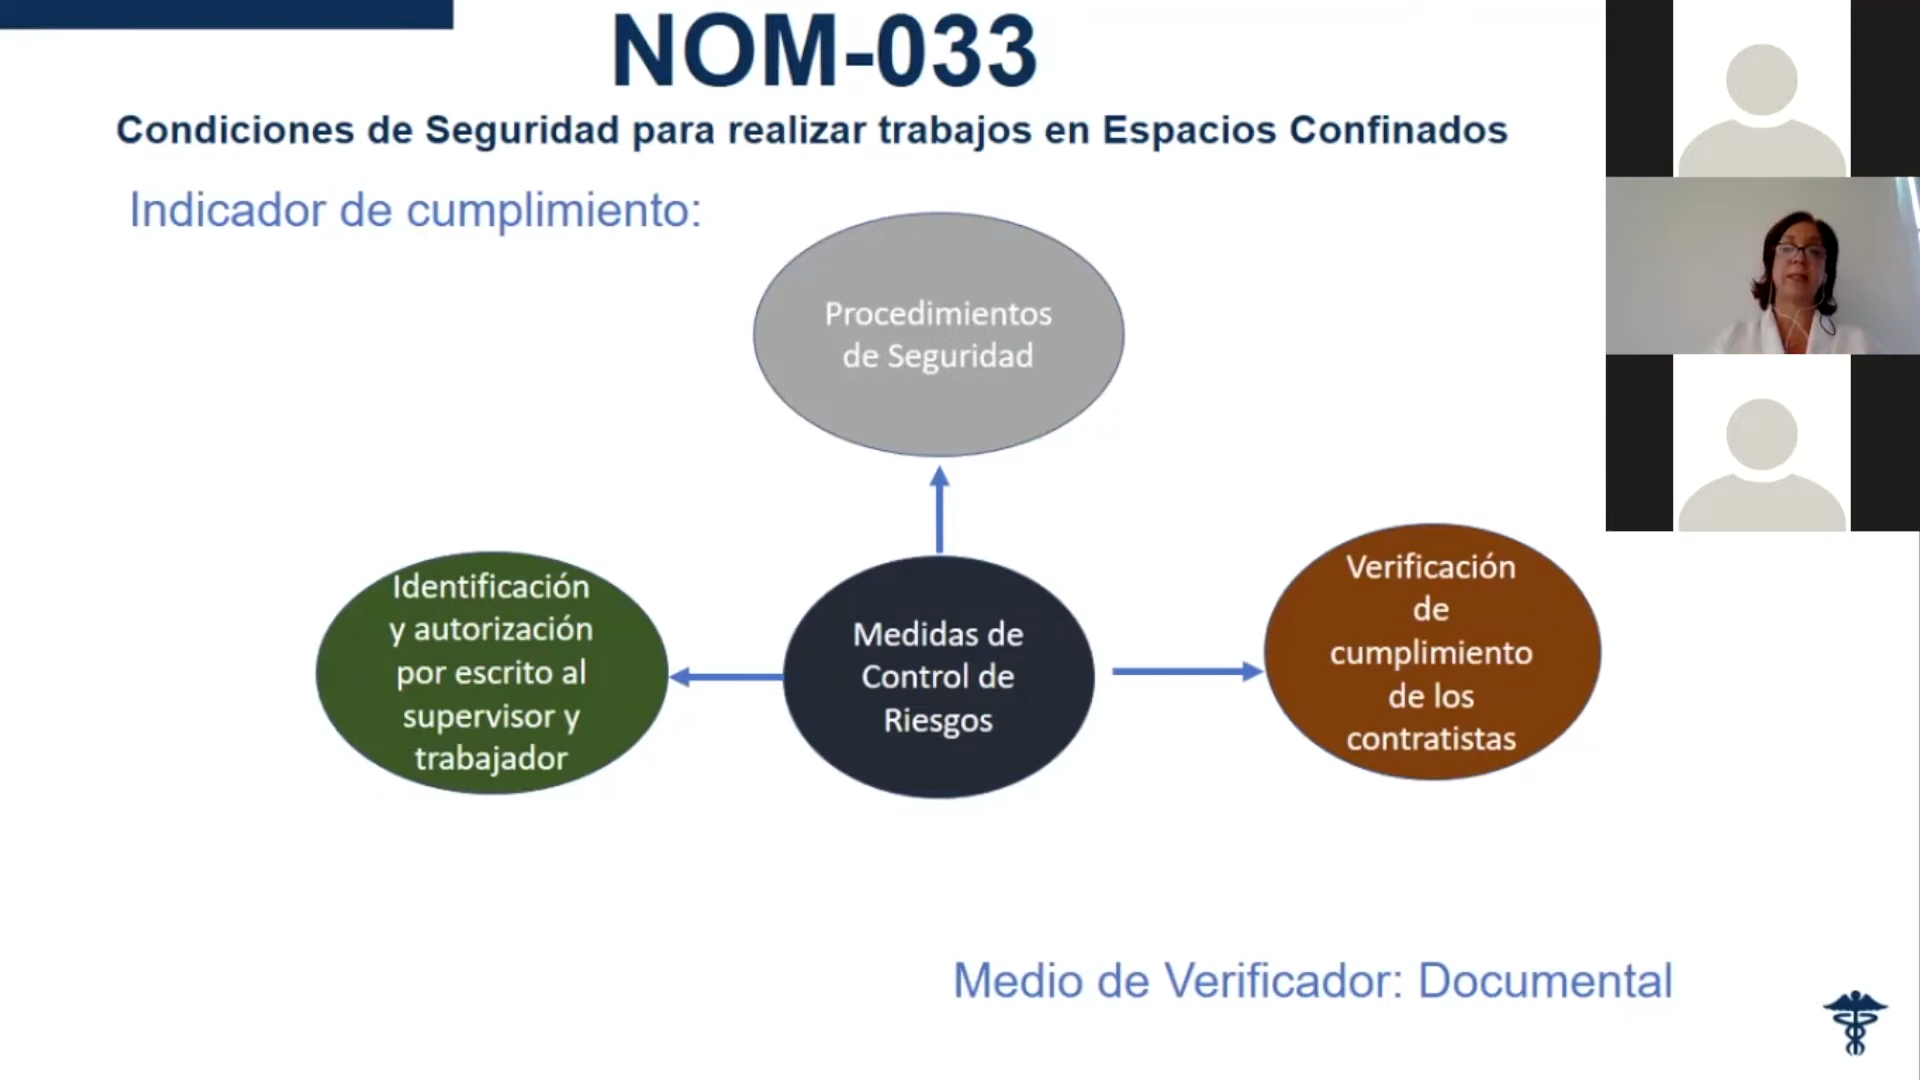 NOM-033
Condiciones de Seguridad para realizar trabajos en Espacios Confinados
Indicador de cumplimiento:
Procedimientos
de Seguridad
Identificación
y autorización
por escrito al
supervisor y
trabajador
Medidas de
Control de
Riesgos
Verificación
de
cumplimiento
de los
contratistas
Medio de Verificador: Documental